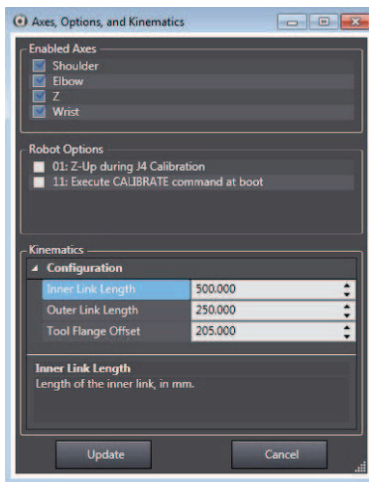 Axes, Options, and Kinematics
Enabled Axes
Shoulder
Elbow
Z
Wrist
Robot Options
01: Z-Up during J4 Calibration
11: Execute CALIBRATE command at boot
Kinematics
Configuration
Inner Link Length 500.000
Outer Link Length 250.000
Tool Flange Offset 205.000
Inner Link Length
Length of the inner link, in mm.
Update Cancel